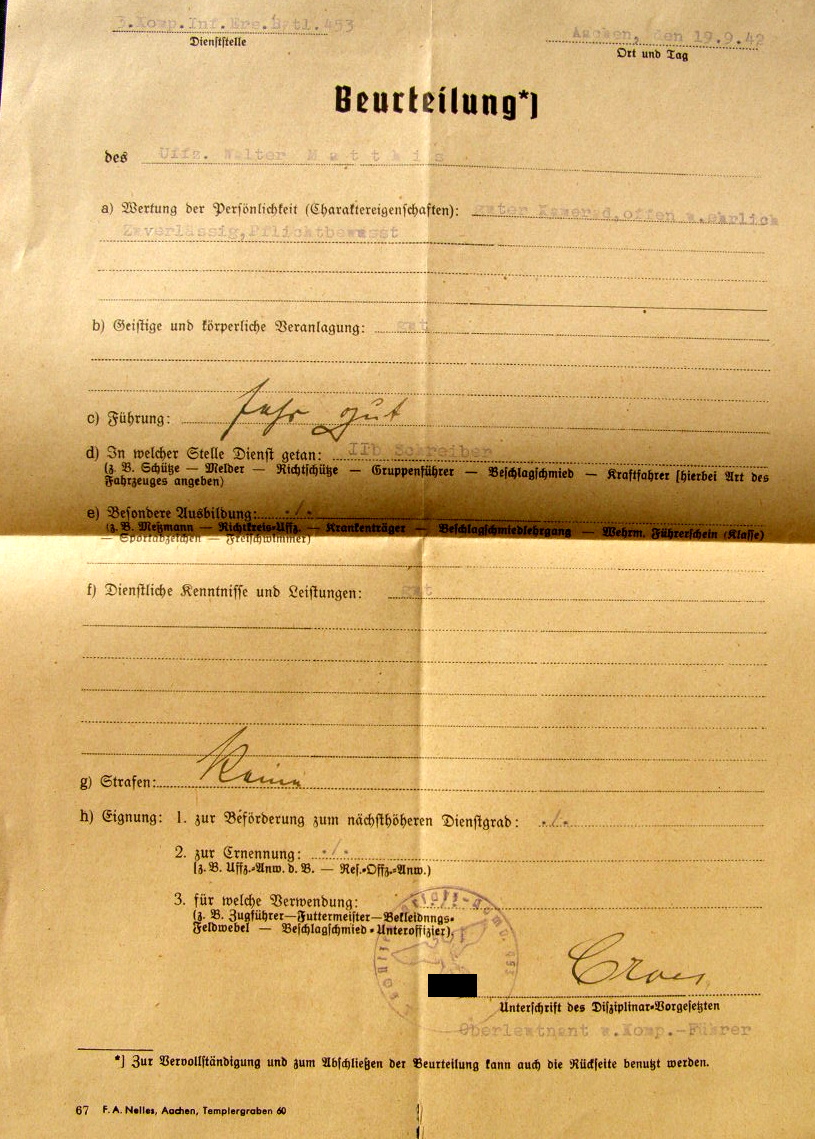 3.Komp.Inf.Ers.Btl.453
Dienststelle
Aachen, den 19.9.42
Ort und Tag
Beurteilung*)
des Uffz. Walter Matthis
a) Wertung der Persönlichkeit (Charaktereigenschaften): guter Kamerad,offen u.ehrlich
Zuverlässig,Pflichtbewusst
b) Geistige und körperliche Veranlagung: gut
c) Führung: sehr gut
d) In welcher Stelle Dienst getan: IIb Schreiber
(z. B. Schütze — Melder — Richtschütze — Gruppenführer — Beschlagschmied — Kraftfahrer [hierbei Art des
Fahrzeuges angeben)
e) Besondere Ausbildung: ./.
(z. B. Meßmann — Richtkreis-Uffz. — Krankenträger — Beschlagschmiedlehrgang — Wehrm. Führerschein (Klasse)
— Sportabzeichen — Freischwimmer)
f) Dienstliche Kenntnisse und Leistungen: gut
g) Strafen: Keine
h) Eignung: 1. zur Beförderung zum nächsthöheren Dienstgrad: ./.
2. zur Ernennung: ./.
(z. B. Uffz.-Anw. d. B. — Res.-Offz.-Anw.)
3. für welche Verwendung:
(z. B. Zugführer—Futtermeister—Bekleidnngs-
Feldwebel — Beschlagschmied-Unteroffizier)
Unterschrift des Disziplinar-Vorgesetzten
Oberleutnant u.Komp.-Führer
*) Zur Vervollständigung und zum Abschließen der Beurteilung kann auch die Rückseite benutzt werden.
67 F. A. Nelles, Aachen, Templergraben 60